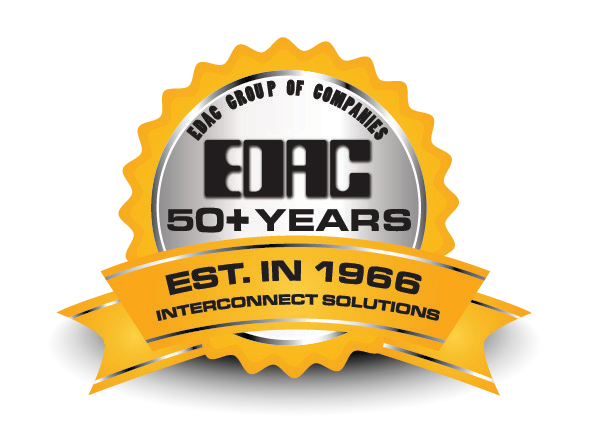 EDAC GROUP OF COMPANIES
EDAC
50+ YEARS
EST. IN 1966
INTERCONNECT SOLUTIONS